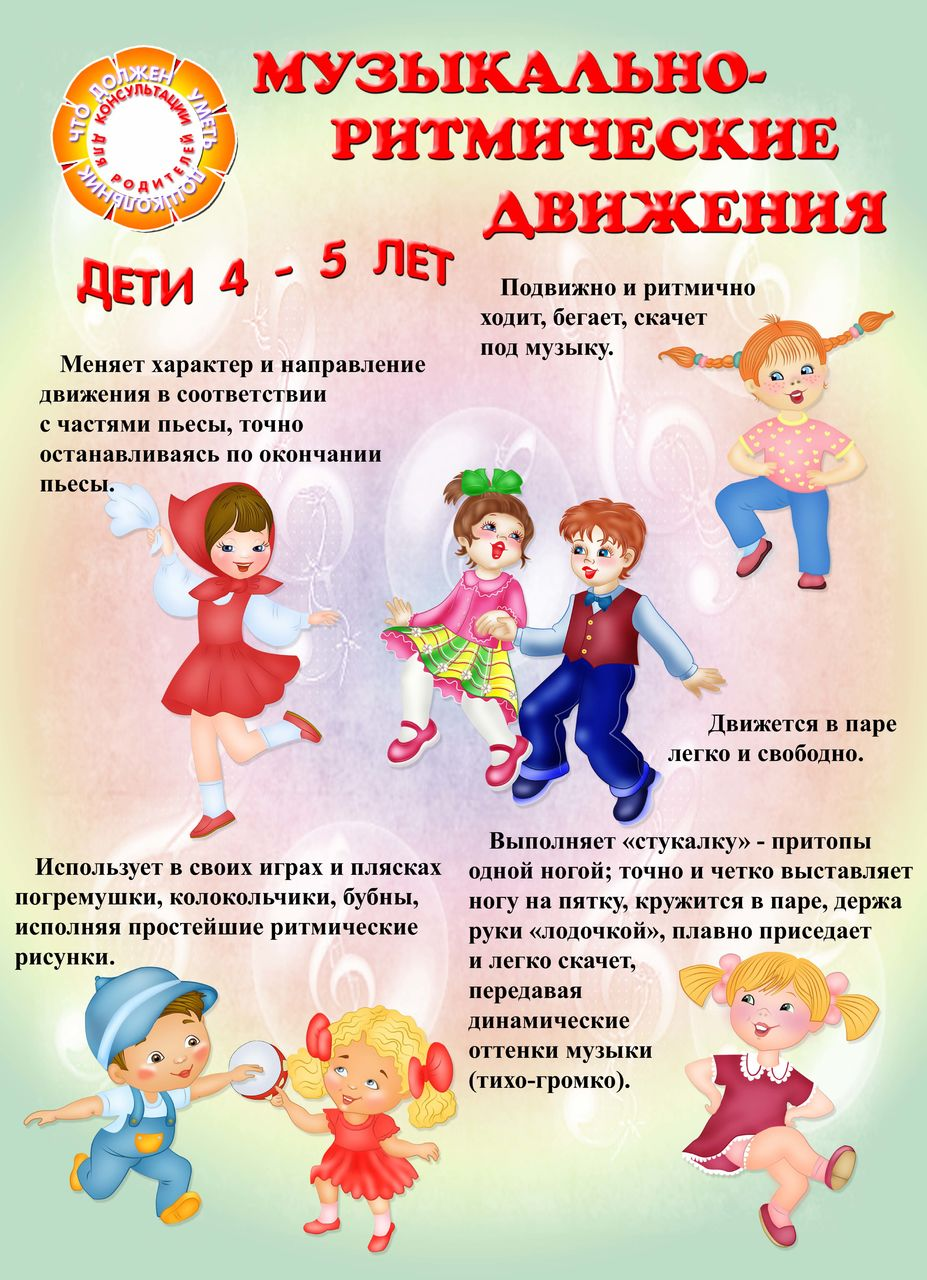 ЧТО ДОЛЖЕН УМЕТЬ
ДОШКОЛЬНИК
КОНСУЛЬТАЦИИ
ДЛЯ РОДИТЕЛЕЙ
МУЗЫКАЛЬНО-
РИТМИЧЕСКИЕ
ДВИЖЕНИЯ
ДЕТИ 4 - 5 ЛЕТ
Подвижно и ритмично
ходит, бегает, скачет
под музыку.
Меняет характер и направление
движения в соответствии
с частями пьесы, точно
останавливаясь по окончании
пьесы.
Движется в паре
легко и свободно.
Использует в своих играх и плясках
погремушки, колокольчики, бубны,
исполняя простейшие ритмические
рисунки.
Выполняет «стукалку» - притопы
одной ногой; точно и четко выставляет
ногу на пятку, кружится в паре, держа
руки «лодочкой», плавно приседает
и легко скачет,
передавая
динамические
оттенки музыки
(тихо-громко).